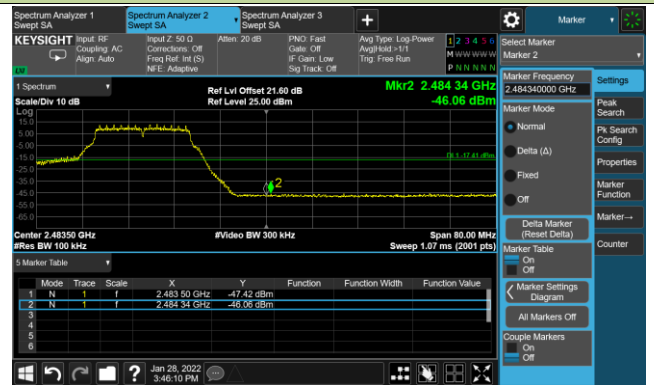 Spectrum Analyzer 1
Swept SA
Spectrum Analyzer 2
Swept SA
Spectrum Analyzer 3
Swept SA
+
Marker
KEYSIGHT
Input: RF
Coupling: AC
Align: Auto
Input Z: 50 Ω
Corrections: Off
Freq Ref: Int (S)
NFE: Adaptive
Atten: 20 dB
PNO: Fast
Gate: Off
IF Gain: Low
Sig Track: Off
Avg Type: Log-Power
Avg|Hold:>1/1
Trig: Free Run
1 2 3 4 5 6
M W W W W W
P N N N N N
Select Marker
Marker 2
1 Spectrum
Scale/Div 10 dB
Log
Ref Lvl Offset 21.60 dB
Ref Level 25.00 dBm
Mkr2 2.484 34 GHz
-46.06 dBm
15.0
5.00
-5.00
-15.0
-25.0
-35.0
-45.0
-55.0
-65.0
DL1 -17.41 dBm
2
Center 2.48350 GHz
#Res BW 100 kHz
#Video BW 300 kHz
Span 80.00 MHz
Sweep 1.07 ms (2001 pts)
5 Marker Table
Mode Trace Scale X Y Function Function Width Function Value
1 N 1 f 2.483 50 GHz -47.42 dBm
2 N 1 f 2.484 34 GHz -46.06 dBm
3
4
5
6
Marker Frequency
2.484340000 GHz
Marker Mode
Normal
Delta (Δ)
Fixed
Off
Delta Marker
(Reset Delta)
Marker Table
On
Off
Marker Settings
Diagram
All Markers Off
Couple Markers
On
Off
Settings
Peak
Search
Pk Search
Config
Properties
Marker
Function
Marker→
Counter
?
Jan 28, 2022
3:46:10 PM